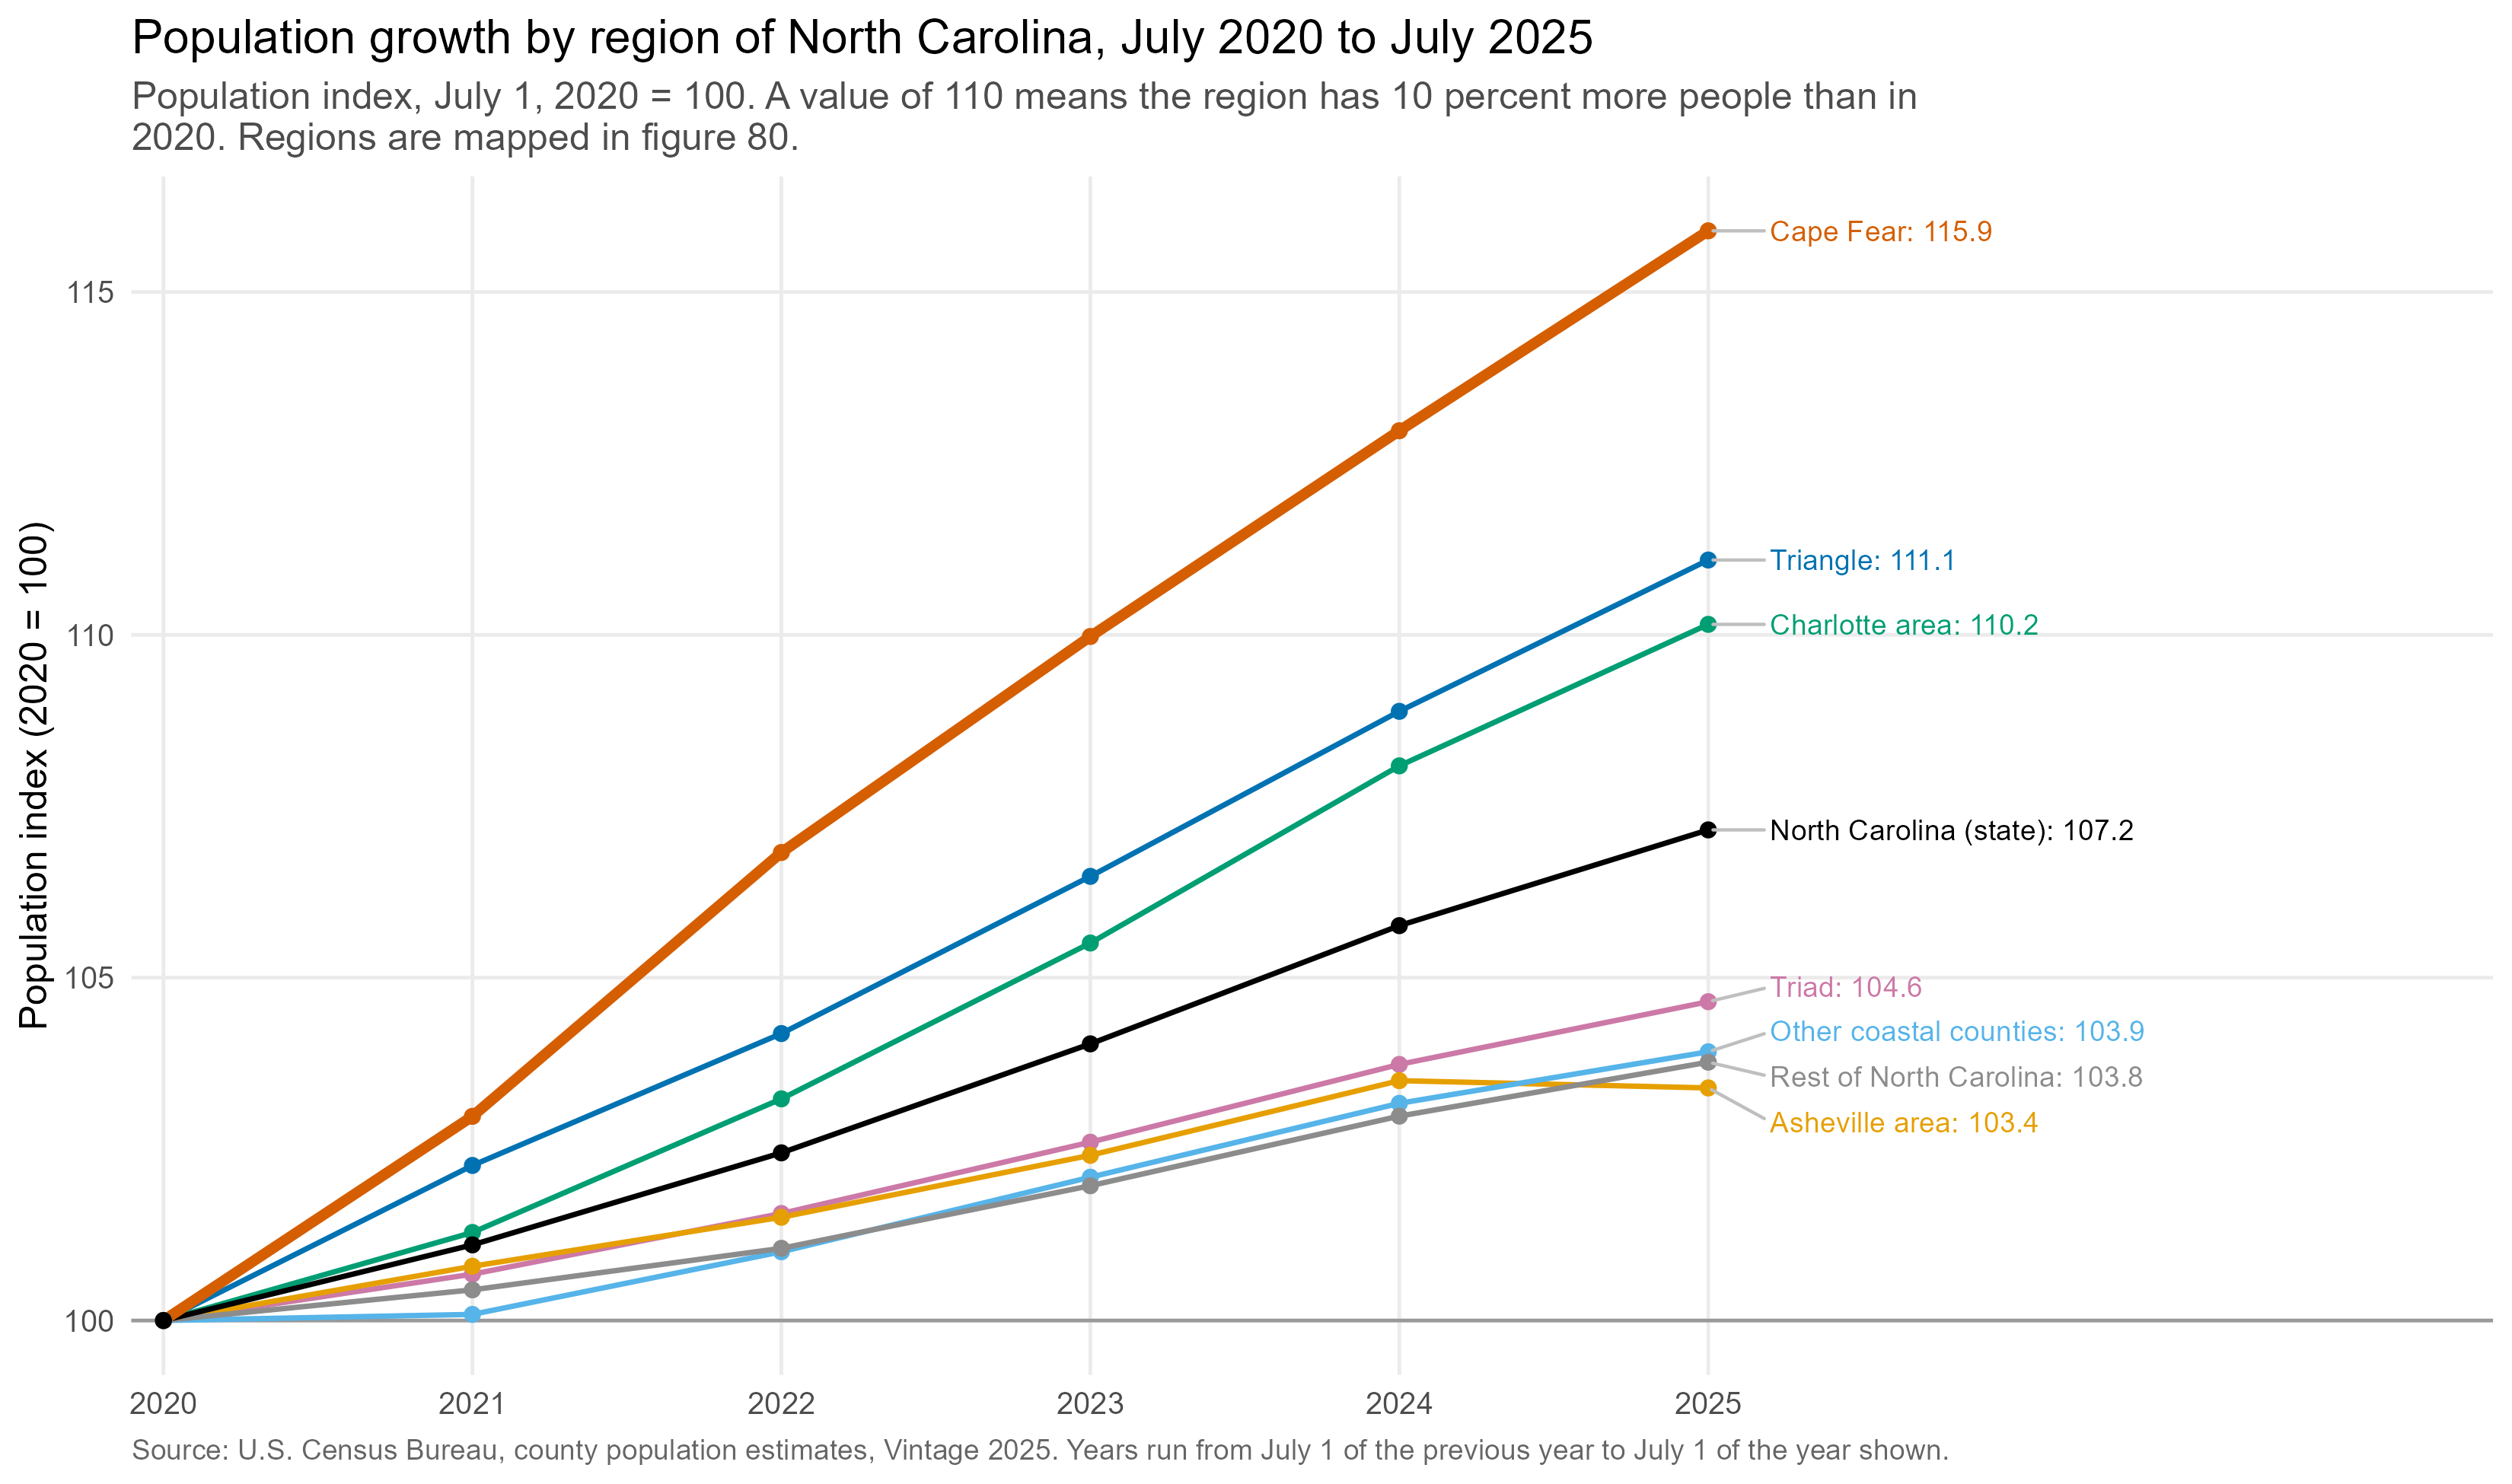 Population growth by region of North Carolina, July 2020 to July 2025
Population index, July 1, 2020 = 100. A value of 110 means the region has 10 percent more people than in
2020. Regions are mapped in figure 80.
Population index (2020 = 100)
115
110
105
100
Cape Fear: 115.9
Triangle: 111.1
Charlotte area: 110.2
North Carolina (state): 107.2
Triad: 104.6
Other coastal counties: 103.9
Rest of North Carolina: 103.8
Asheville area: 103.4
2020
2021
2022
2023
2024
2025
Source: U.S. Census Bureau, county population estimates, Vintage 2025. Years run from July 1 of the previous year to July 1 of the year shown.